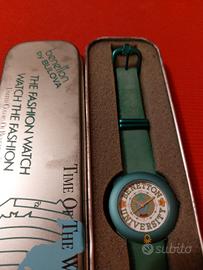 benetton
by BULOVA
THE FASHION WATCH
WATCH THE FASHION
TIME OF THE W
BENETTON
UNIVERSITY
subito